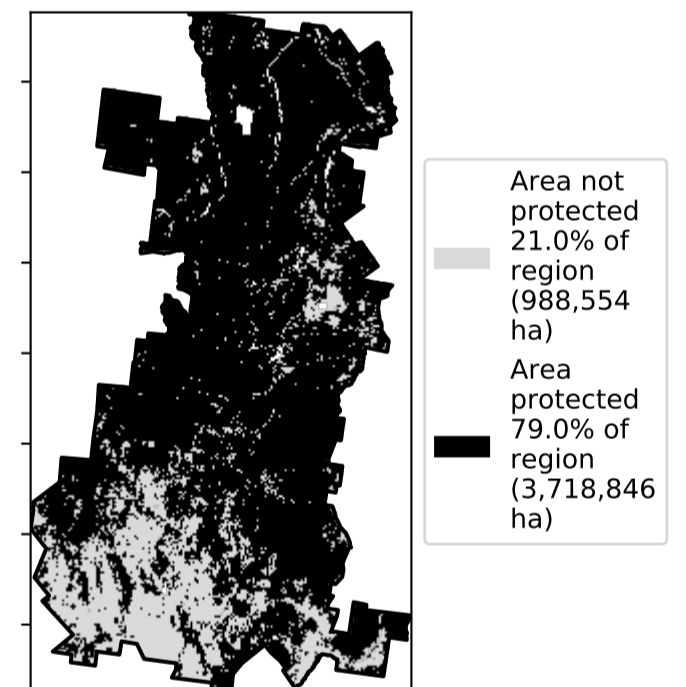 Area not
protected
21.0% of
region
(988,554
ha)
Area
protected
79.0% of
region
(3,718,846
ha)